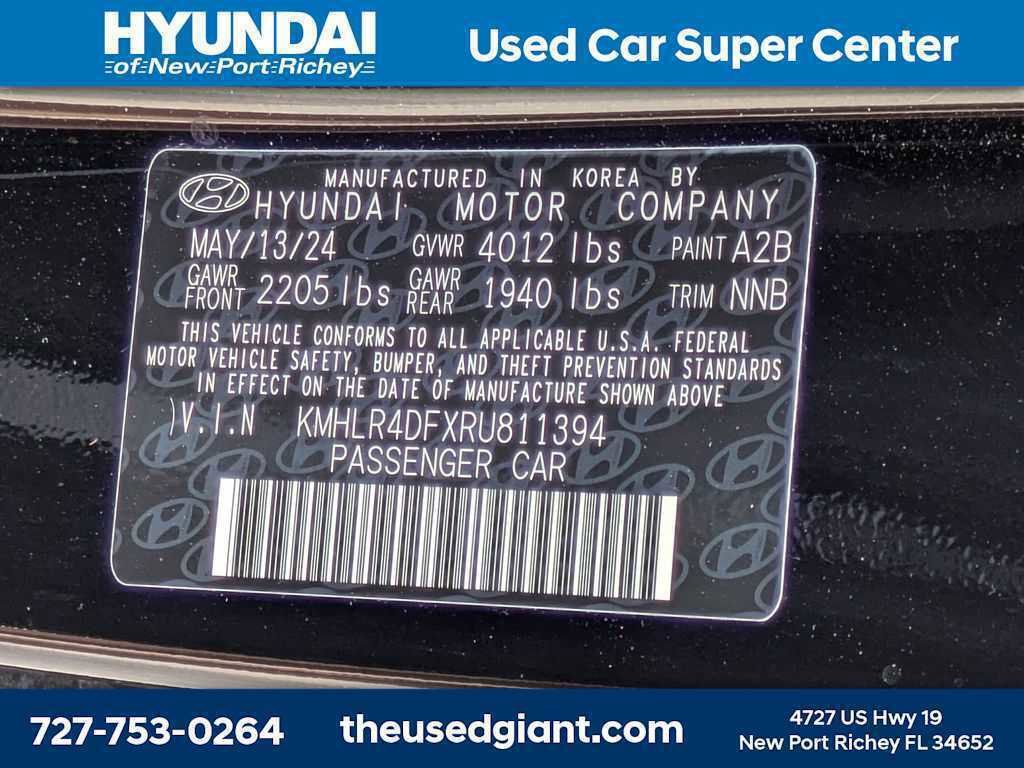 HYUNDAI
of New Port Richey
Used Car Super Center
MANUFACTURED IN KOREA BY
HYUNDAI MOTOR COMPANY
MAY/13/24 GVWR 4012 lbs PAINT A2B
GAWR FRONT 2205 lbs GAWR REAR 1940 lbs TRIM NNB
THIS VEHICLE CONFORMS TO ALL APPLICABLE U.S.A. FEDERAL
MOTOR VEHICLE SAFETY, BUMPER, AND THEFT PREVENTION STANDARDS
IN EFFECT ON THE DATE OF MANUFACTURE SHOWN ABOVE
)V.I.N KMHLR4DFXRU811394
PASSENGER CAR
727-753-0264
theusedgiant.com
4727 US Hwy 19
New Port Richey FL 34652